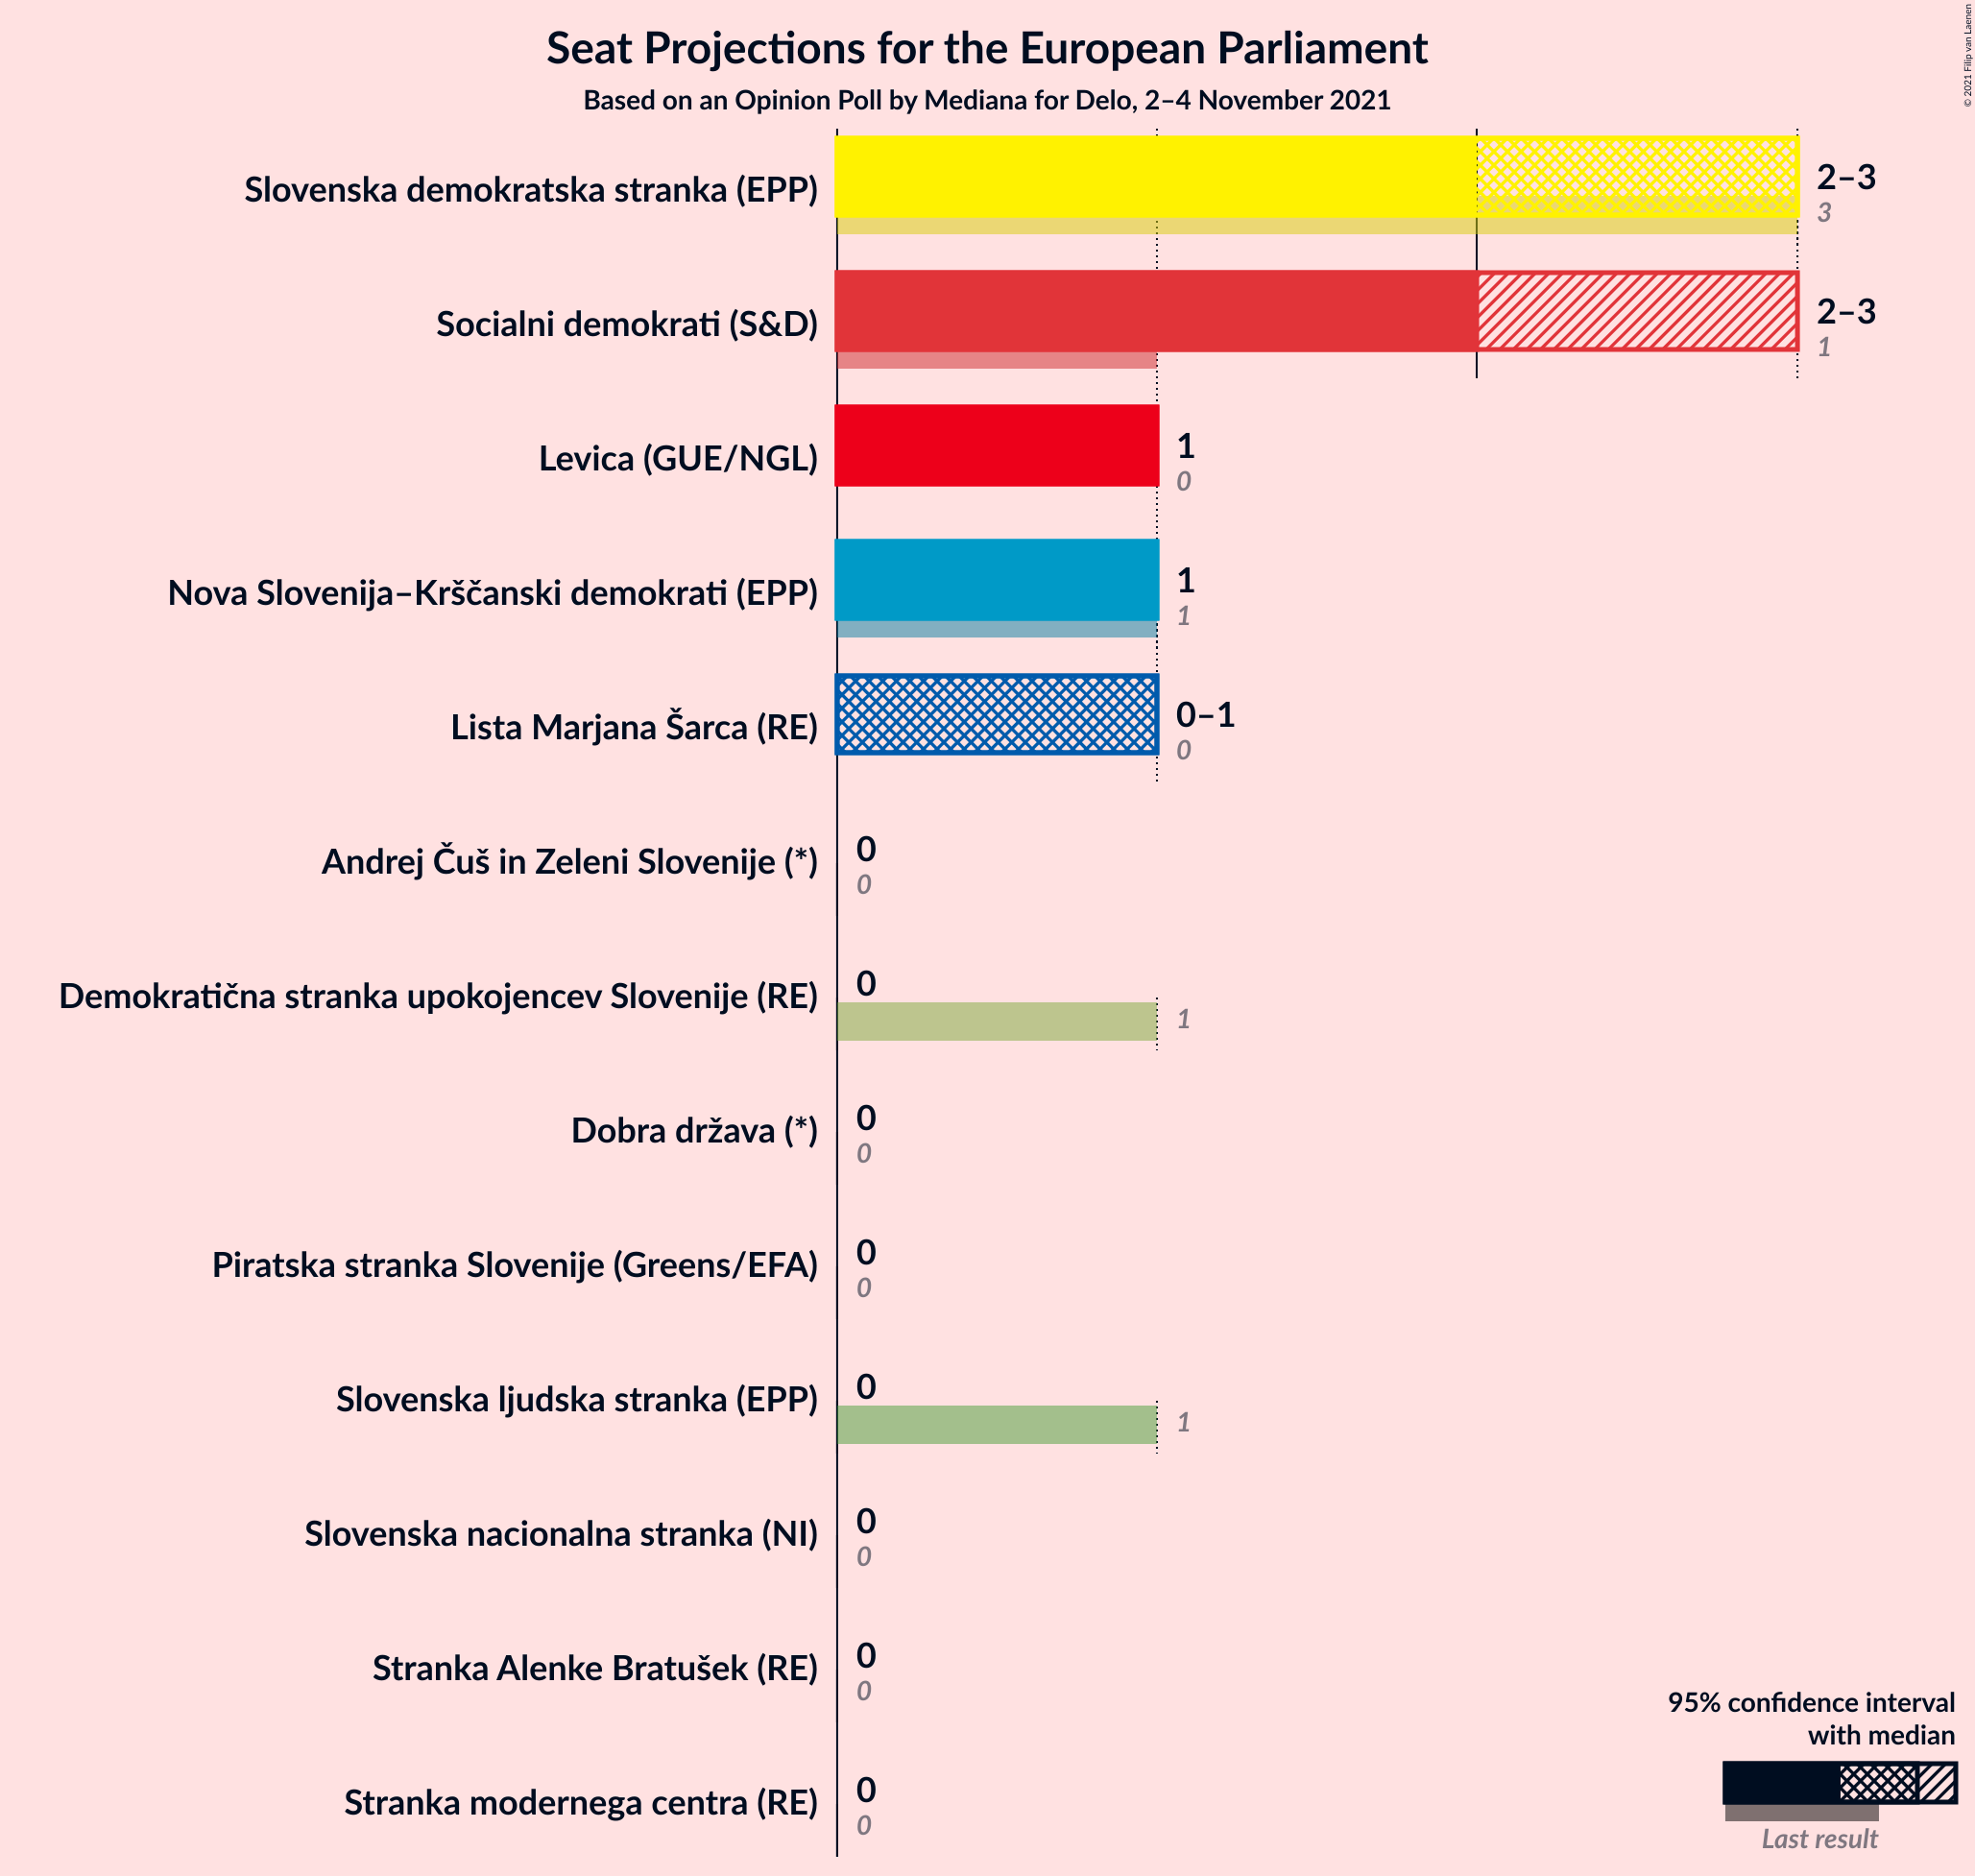 Seat Projections for the European Parliament
Based on an Opinion Poll by Mediana for Delo, 2–4 November 2021
© 2021 Filip van Laenen
Slovenska demokratska stranka (EPP)
2–3
3
Socialni demokrati (S&D)
2–3
1
Levica (GUE/NGL)
1
0
Nova Slovenija–Krščanski demokrati (EPP)
1
1
Lista Marjana Šarca (RE)
0–1
0
Andrej Čuš in Zeleni Slovenije (*)
0
0
Demokratična stranka upokojencev Slovenije (RE)
0
1
Dobra država (*)
0
0
Piratska stranka Slovenije (Greens/EFA)
0
0
Slovenska ljudska stranka (EPP)
0
1
Slovenska nacionalna stranka (NI)
0
0
Stranka Alenke Bratušek (RE)
0
0
Stranka modernega centra (RE)
0
0
95% confidence interval
with median
Last result